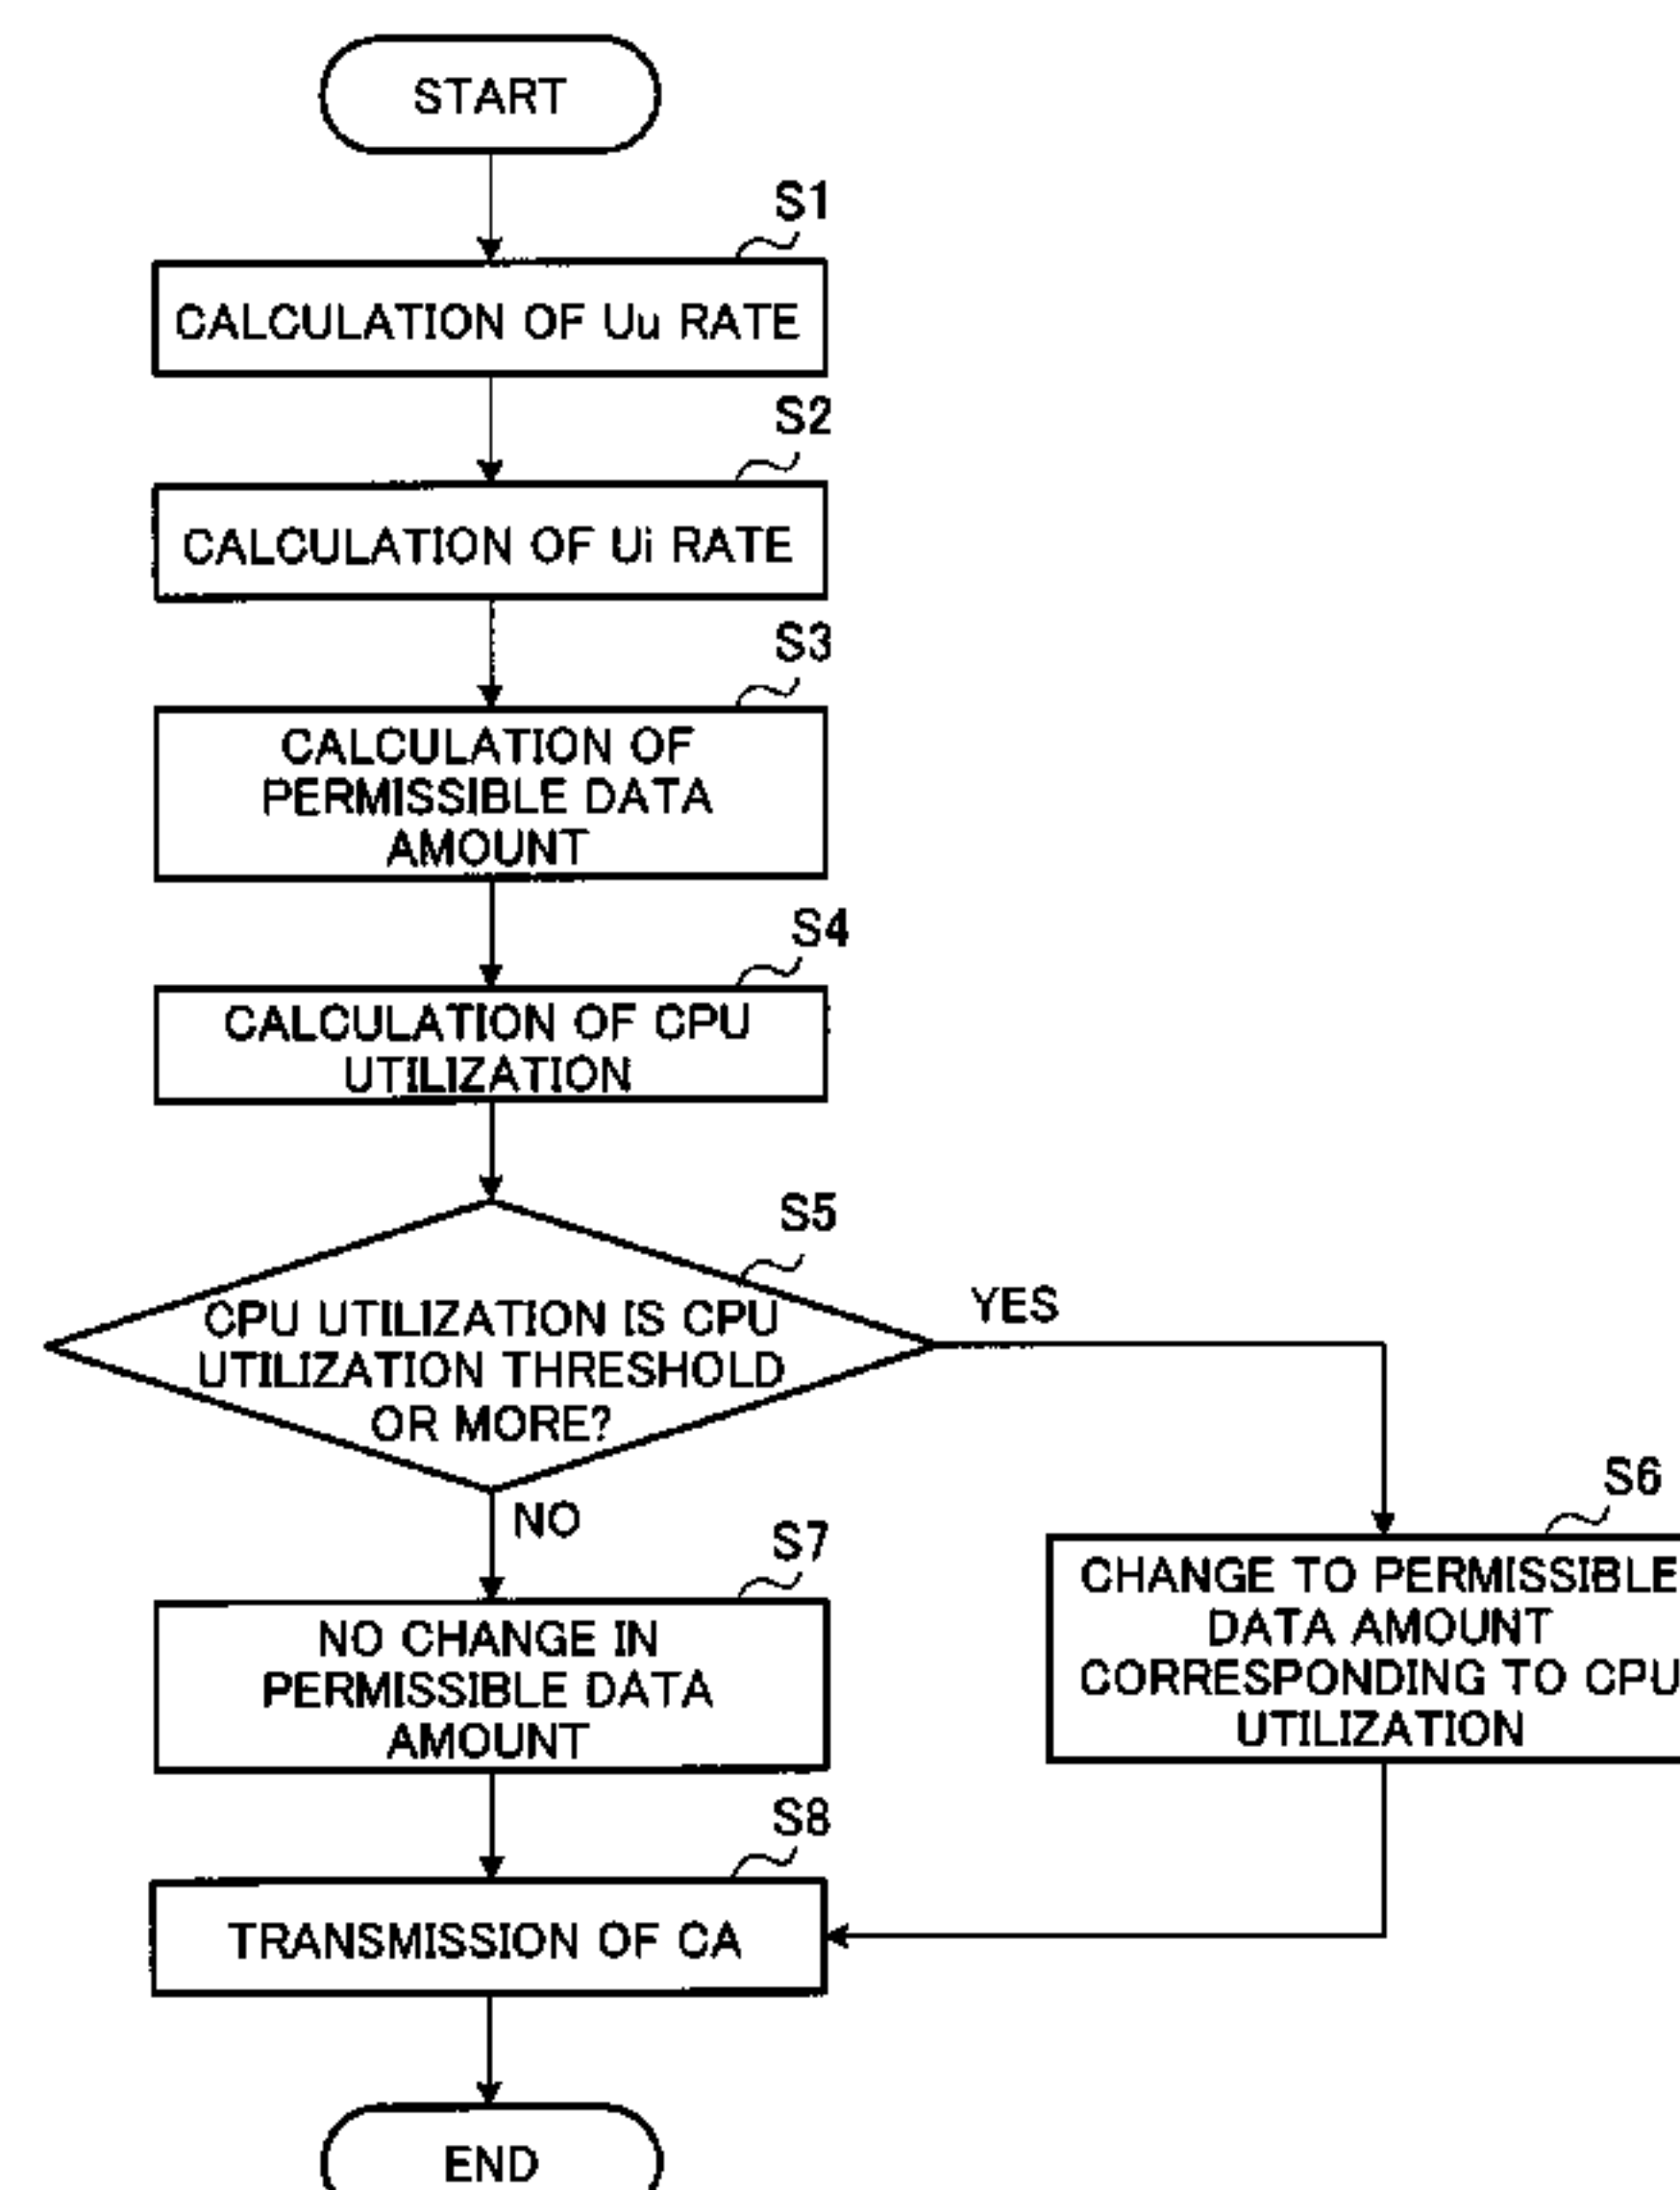 START
S1
CALCULATION OF Uu RATE
S2
CALCULATION OF Ui RATE
S3
CALCULATION OF
PERMISSIBLE DATA
AMOUNT
S4
CALCULATION OF CPU
UTILIZATION
S5
CPU UTILIZATION IS CPU
UTILIZATION THRESHOLD
OR MORE?
YES
NO
S6
CHANGE TO PERMISSIBLE
DATA AMOUNT
CORRESPONDING TO CPU
UTILIZATION
S7
NO CHANGE IN
PERMISSIBLE DATA
AMOUNT
S8
TRANSMISSION OF CA
END